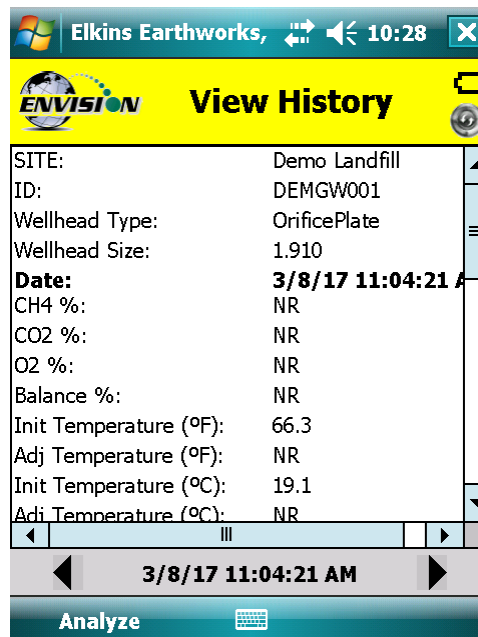 Elkins Earthworks, 10:28
ENVISION View History
SITE: Demo Landfill
ID: DEMGW001
Wellhead Type: OrificePlate
Wellhead Size: 1.910
Date: 3/8/17 11:04:21 A
CH4 %: NR
CO2 %: NR
O2 %: NR
Balance %: NR
Init Temperature (ºF): 66.3
Adj Temperature (ºF): NR
Init Temperature (ºC): 19.1
Adj Temperature (ºC): NR
3/8/17 11:04:21 AM
Analyze